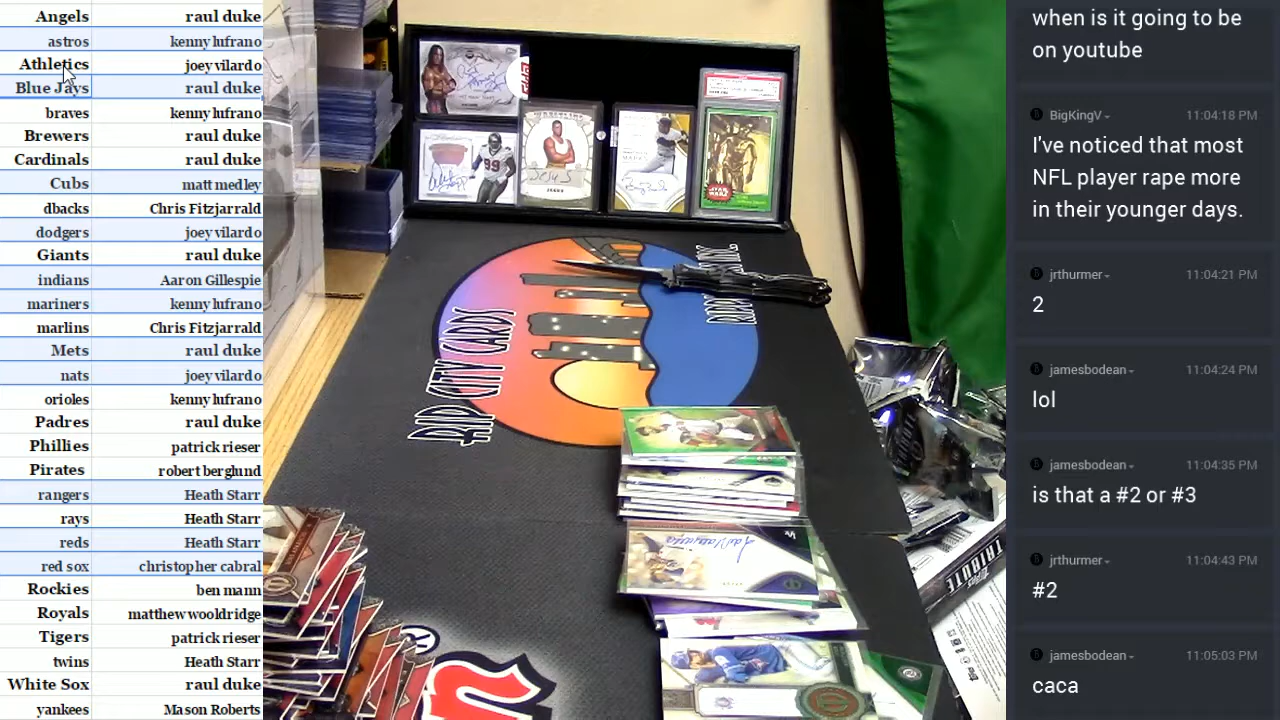 Angels raul duke
astros kenny lufrano
Athletics joey vilardo
Blue Jays raul duke
braves kenny lufrano
Brewers raul duke
Cardinals raul duke
Cubs matt medley
dbacks Chris Fitzjarrald
dodgers joey vilardo
Giants raul duke
indians Aaron Gillespie
mariners kenny lufrano
marlins Chris Fitzjarrald
Mets raul duke
nats joey vilardo
orioles kenny lufrano
Padres raul duke
Phillies patrick rieser
Pirates robert berglund
rangers Heath Starr
rays Heath Starr
reds Heath Starr
red sox christopher cabral
Rockies ben mann
Royals matthew wooldridge
Tigers patrick rieser
twins Heath Starr
White Sox raul duke
yankees Mason Roberts
99
STAR WARS
RIP CITY CARDS
TRIBUTE
when is it going to be
on youtube
BigKingV 11:04:18 PM
I've noticed that most
NFL player rape more
in their younger days.
jrthurmer 11:04:21 PM
2
jamesbodean 11:04:24 PM
lol
jamesbodean 11:04:35 PM
is that a #2 or #3
jrthurmer 11:04:43 PM
#2
jamesbodean 11:05:03 PM
caca